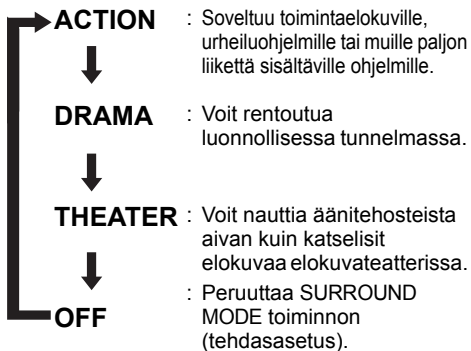 ACTION : Soveltuu toimintaelokuville,
urheiluohjelmille tai muille paljon
liikettä sisältäville ohjelmille.
DRAMA : Voit rentoutua
luonnollisessa tunnelmassa.
THEATER : Voit nauttia äänitehosteista
aivan kuin katselisit
elokuvaa elokuvateatterissa.
OFF : Peruuttaa SURROUND
MODE toiminnon
(tehdasasetus).